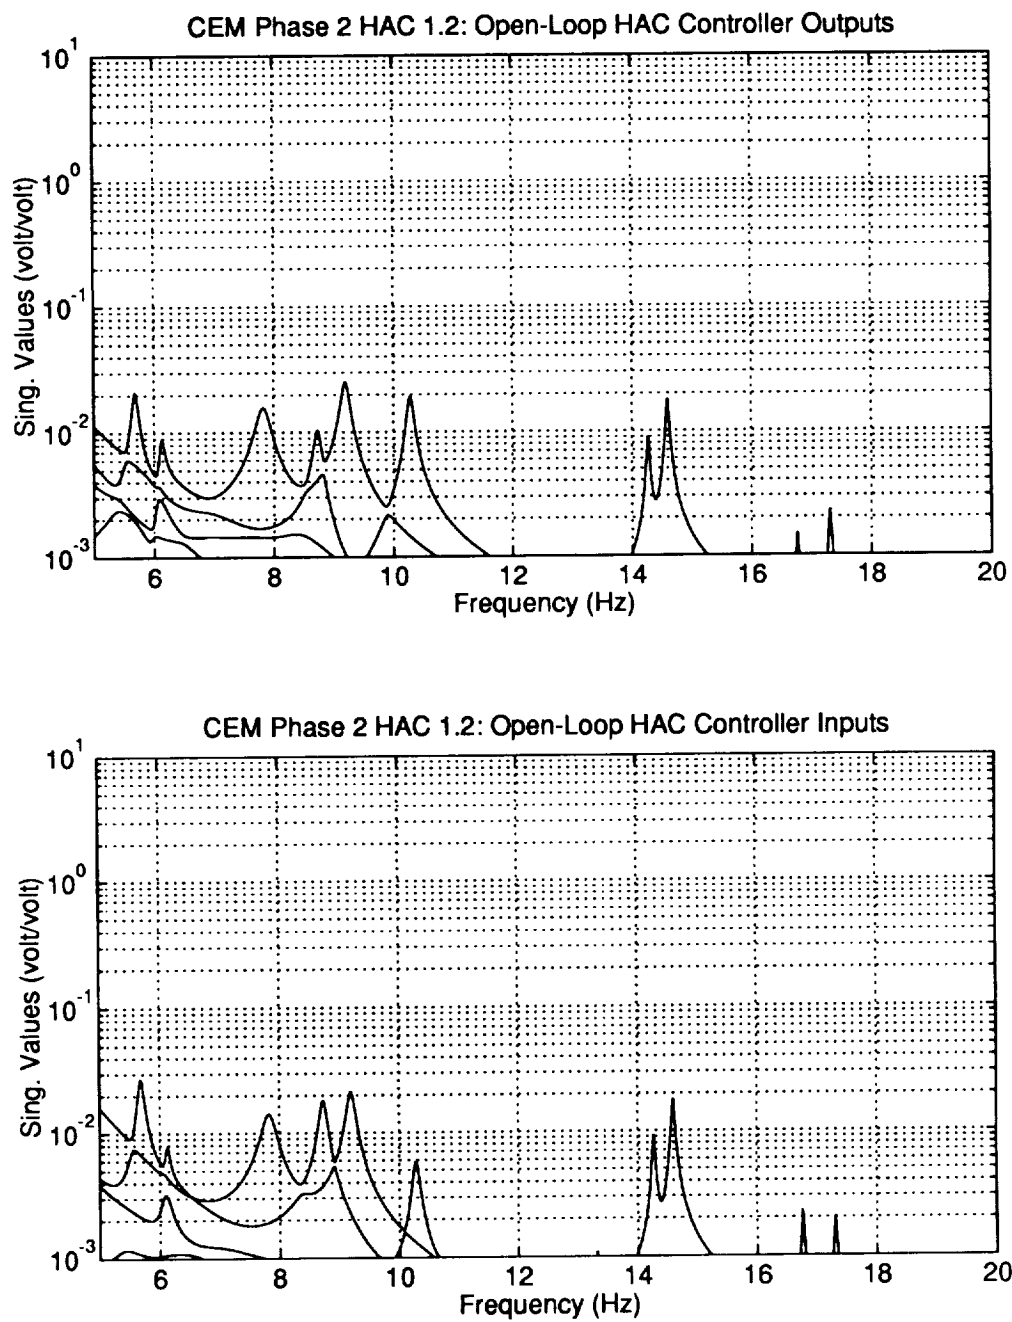 CEM Phase 2 HAC 1.2: Open-Loop HAC Controller Outputs
Sing. Values (volt/volt)
10^1
10^0
10^-1
10^-2
10^-3
6 8 10 12 14 16 18 20
Frequency (Hz)
CEM Phase 2 HAC 1.2: Open-Loop HAC Controller Inputs
Sing. Values (volt/volt)
10^1
10^0
10^-1
10^-2
10^-3
6 8 10 12 14 16 18 20
Frequency (Hz)